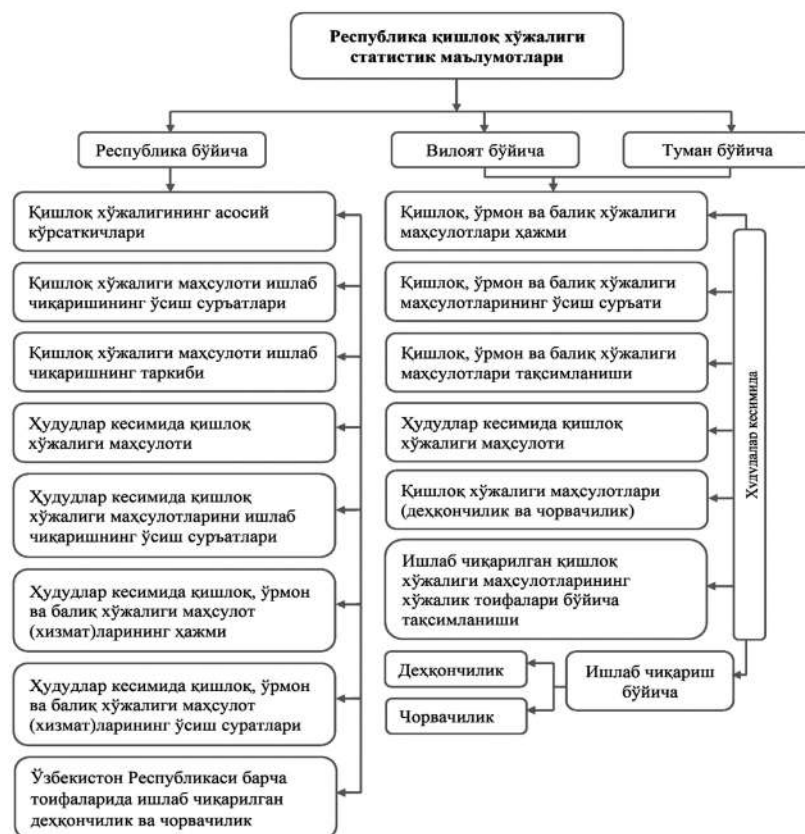 Республика қишлоқ хўжалиги
статистик маълумотлари
Республика бўйича
Вилоят бўйича
Туман бўйича
Қишлоқ хўжалигининг асосий
кўрсаткичлари
Қишлоқ хўжалиги маҳсулоти ишлаб
чиқаришининг ўсиш суръатлари
Қишлоқ хўжалиги маҳсулоти ишлаб
чиқаришнинг таркиби
Ҳудудлар кесимида қишлоқ
хўжалиги маҳсулоти
Ҳудудлар кесимида қишлоқ
хўжалиги маҳсулотларини ишлаб
чиқаришнинг ўсиш суръатлари
Ҳудудлар кесимида қишлоқ, ўрмон
ва балиқ хўжалиги маҳсулот
(хизмат)ларининг ҳажми
Ҳудудлар кесимида қишлоқ, ўрмон
ва балиқ хўжалиги маҳсулот
(хизмат)ларининг ўсиш суратлари
Ўзбекистон Республикаси барча
тоифаларида ишлаб чиқарилган
деҳқончилик ва чорвачилик
Қишлоқ, ўрмон ва балиқ хўжалиги
маҳсулотлари ҳажми
Қишлоқ, ўрмон ва балиқ хўжалиги
маҳсулотларининг ўсиш суръати
Қишлоқ, ўрмон ва балиқ хўжалиги
маҳсулотлари тақсимланиши
Ҳудудлар кесимида қишлоқ
хўжалиги маҳсулоти
Қишлоқ хўжалиги маҳсулотлари
(деҳқончилик ва чорвачилик)
Ишлаб чиқарилган қишлоқ
хўжалиги маҳсулотларининг
хўжалик тоифалари бўйича
тақсимланиши
Ҳудудалар кесимида
Ишлаб чиқариш
бўйича
Деҳқончилик
Чорвачилик